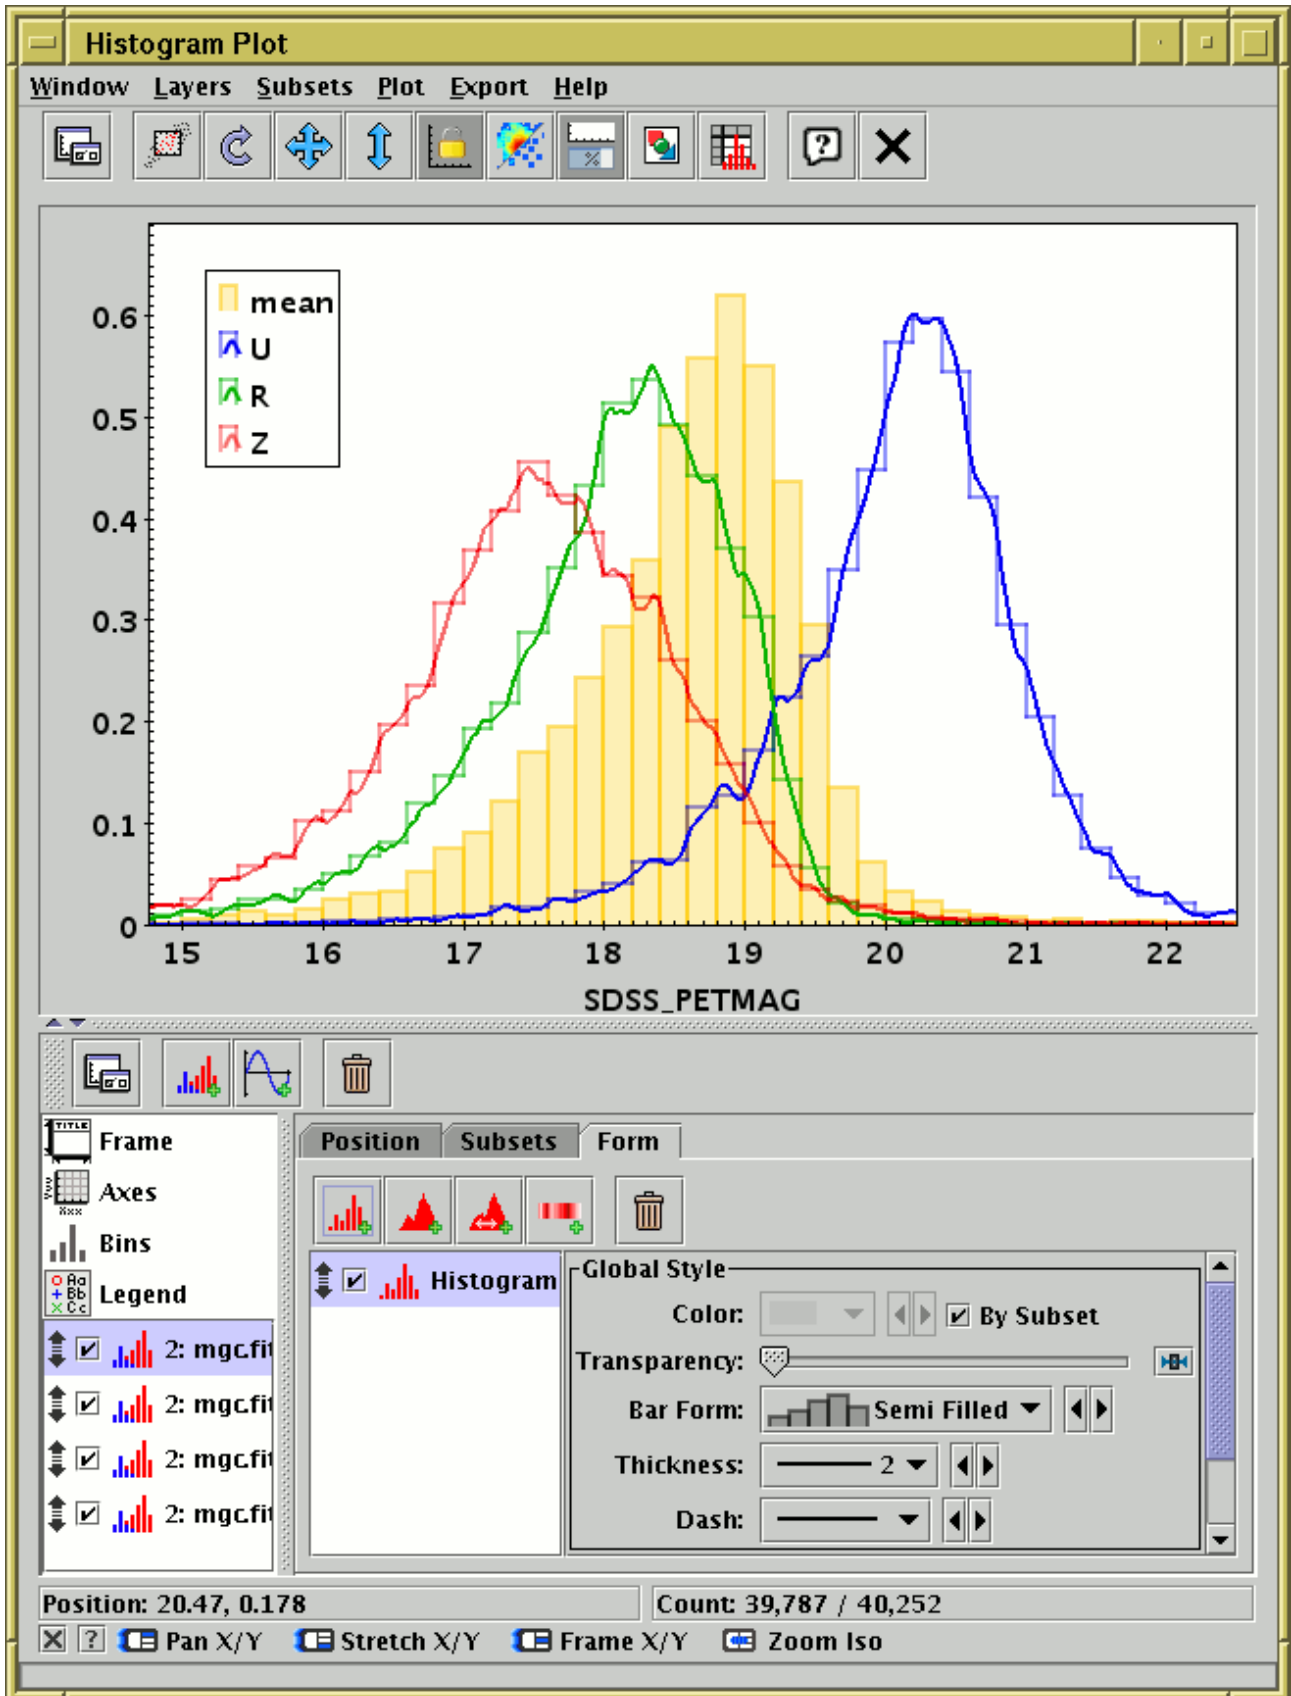 Histogram Plot
Window Layers Subsets Plot Export Help
mean
U
R
Z
0.6
0.5
0.4
0.3
0.2
0.1
0
15 16 17 18 19 20 21 22
SDSS_PETMAG
Frame
Axes
Bins
Legend
2: mgc.fit
2: mgc.fit
2: mgc.fit
2: mgc.fit
Position Subsets Form
Histogram
Global Style
Color: By Subset
Transparency:
Bar Form: Semi Filled
Thickness: 2
Dash:
Position: 20.47, 0.178 Count: 39,787 / 40,252
Pan X/Y Stretch X/Y Frame X/Y Zoom Iso